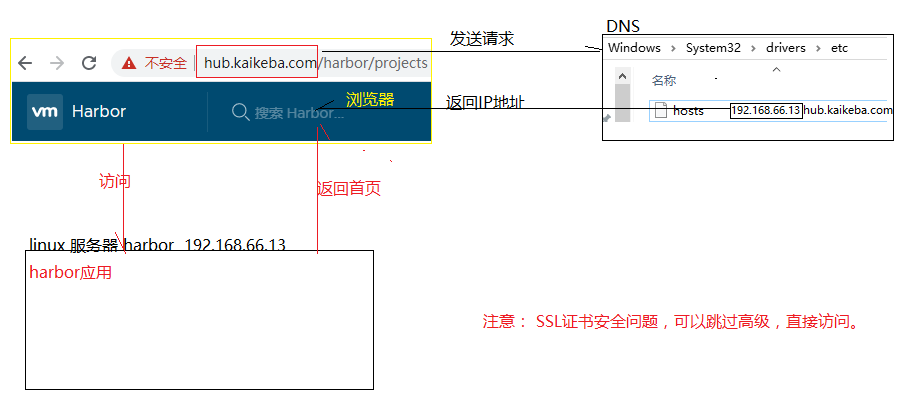 发送请求
DNS
Windows > System32 > drivers > etc
不安全 | hub.kaikeba.com/harbor/projects
名称
浏览器
返回IP地址
vm Harbor
搜索 Harbor...
hosts 192.168.66.13 hub.kaikeba.com
访问
返回首页
linux 服务器 harbor 192.168.66.13
harbor应用
注意： SSL证书安全问题，可以跳过高级，直接访问。